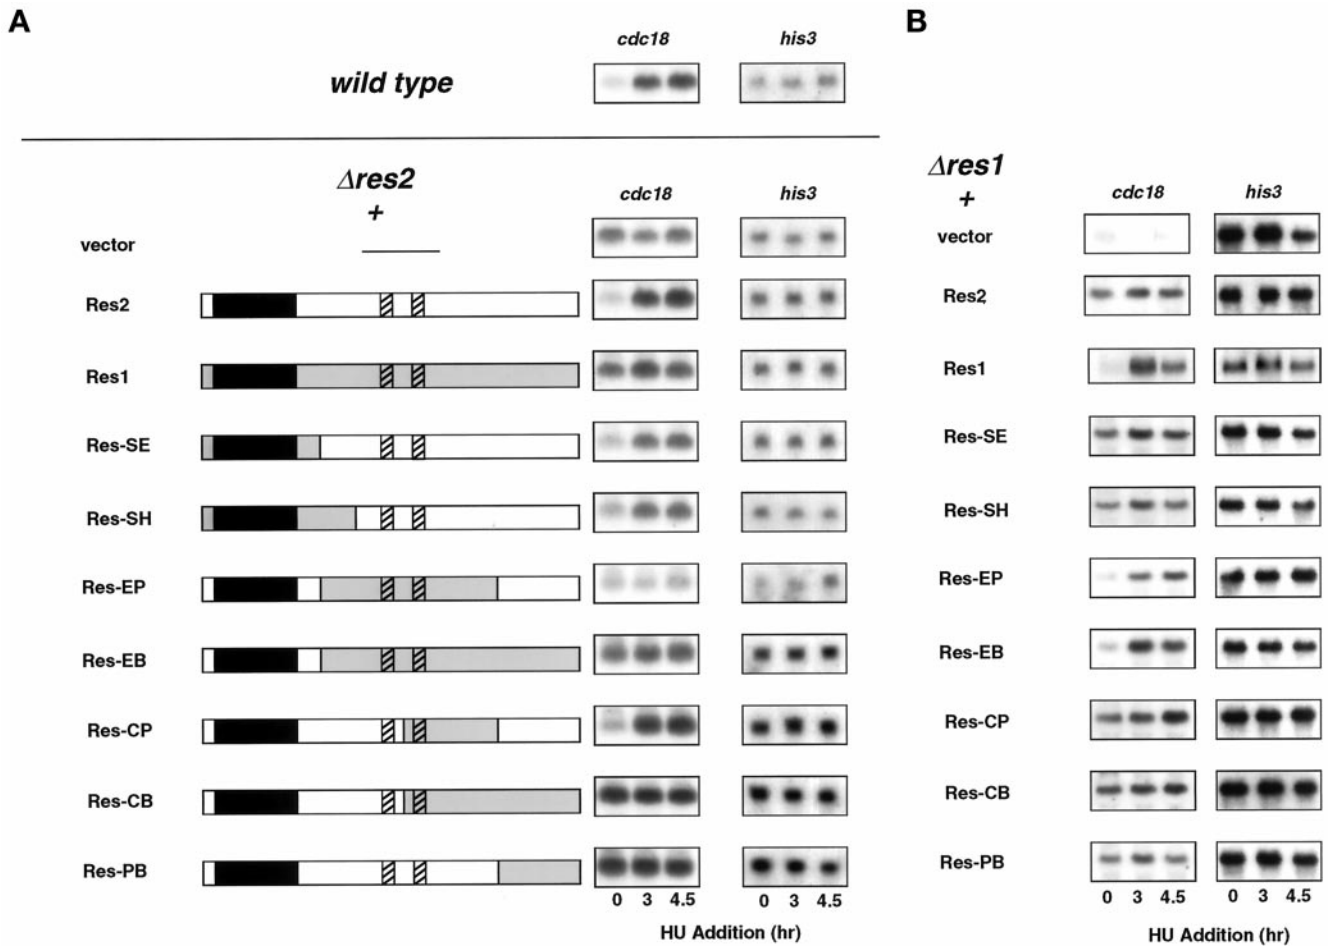 A
B
cdc18 his3
wild type
Δres2
+
cdc18 his3
Δres1
+
cdc18 his3
vector
vector
Res2
Res2
Res1
Res1
Res-SE
Res-SE
Res-SH
Res-SH
Res-EP
Res-EP
Res-EB
Res-EB
Res-CP
Res-CP
Res-CB
Res-CB
Res-PB
Res-PB
0 3 4.5 0 3 4.5
0 3 4.5 0 3 4.5
HU Addition (hr)
HU Addition (hr)